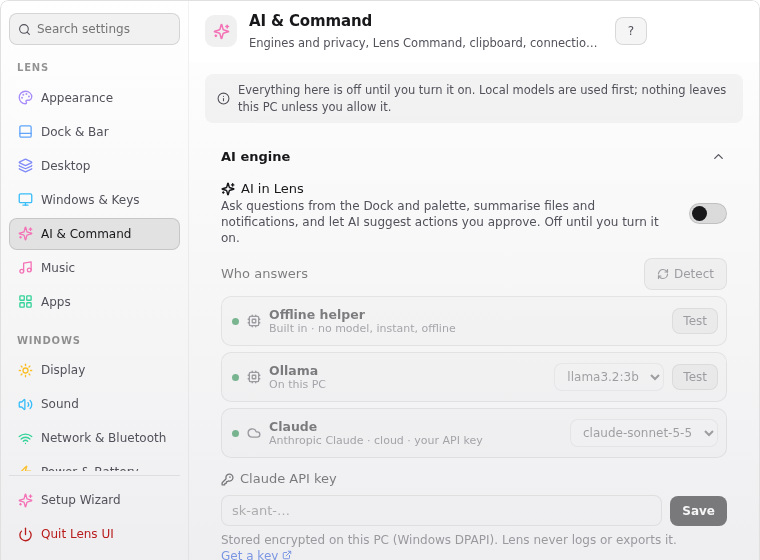 Search settings
LENS
Appearance
Dock & Bar
Desktop
Windows & Keys
AI & Command
Music
Apps
WINDOWS
Display
Sound
Network & Bluetooth
Power & Battery
Setup Wizard
Quit Lens UI
AI & Command
Engines and privacy, Lens Command, clipboard, connectio...
?
Everything here is off until you turn it on. Local models are used first; nothing leaves
this PC unless you allow it.
AI engine
AI in Lens
Ask questions from the Dock and palette, summarise files and
notifications, and let AI suggest actions you approve. Off until you turn it
on.
Who answers
Detect
Offline helper
Built in · no model, instant, offline
Test
Ollama
On this PC
llama3.2:3b
Test
Claude
Anthropic Claude · cloud · your API key
claude-sonnet-5-5
Claude API key
sk-ant-...
Save
Stored encrypted on this PC (Windows DPAPI). Lens never logs or exports it.
Get a key